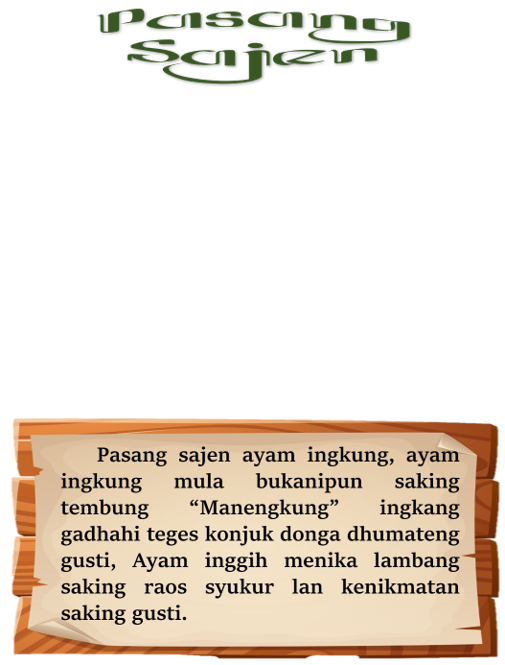 Pasang
Sajen
Pasang sajen ayam ingkung, ayam
ingkung mula bukanipun saking
tembung “Manengkung” ingkang
gadhahi teges konjuk donga dhumateng
gusti, Ayam inggih menika lambang
saking raos syukur lan kenikmatan
saking gusti.